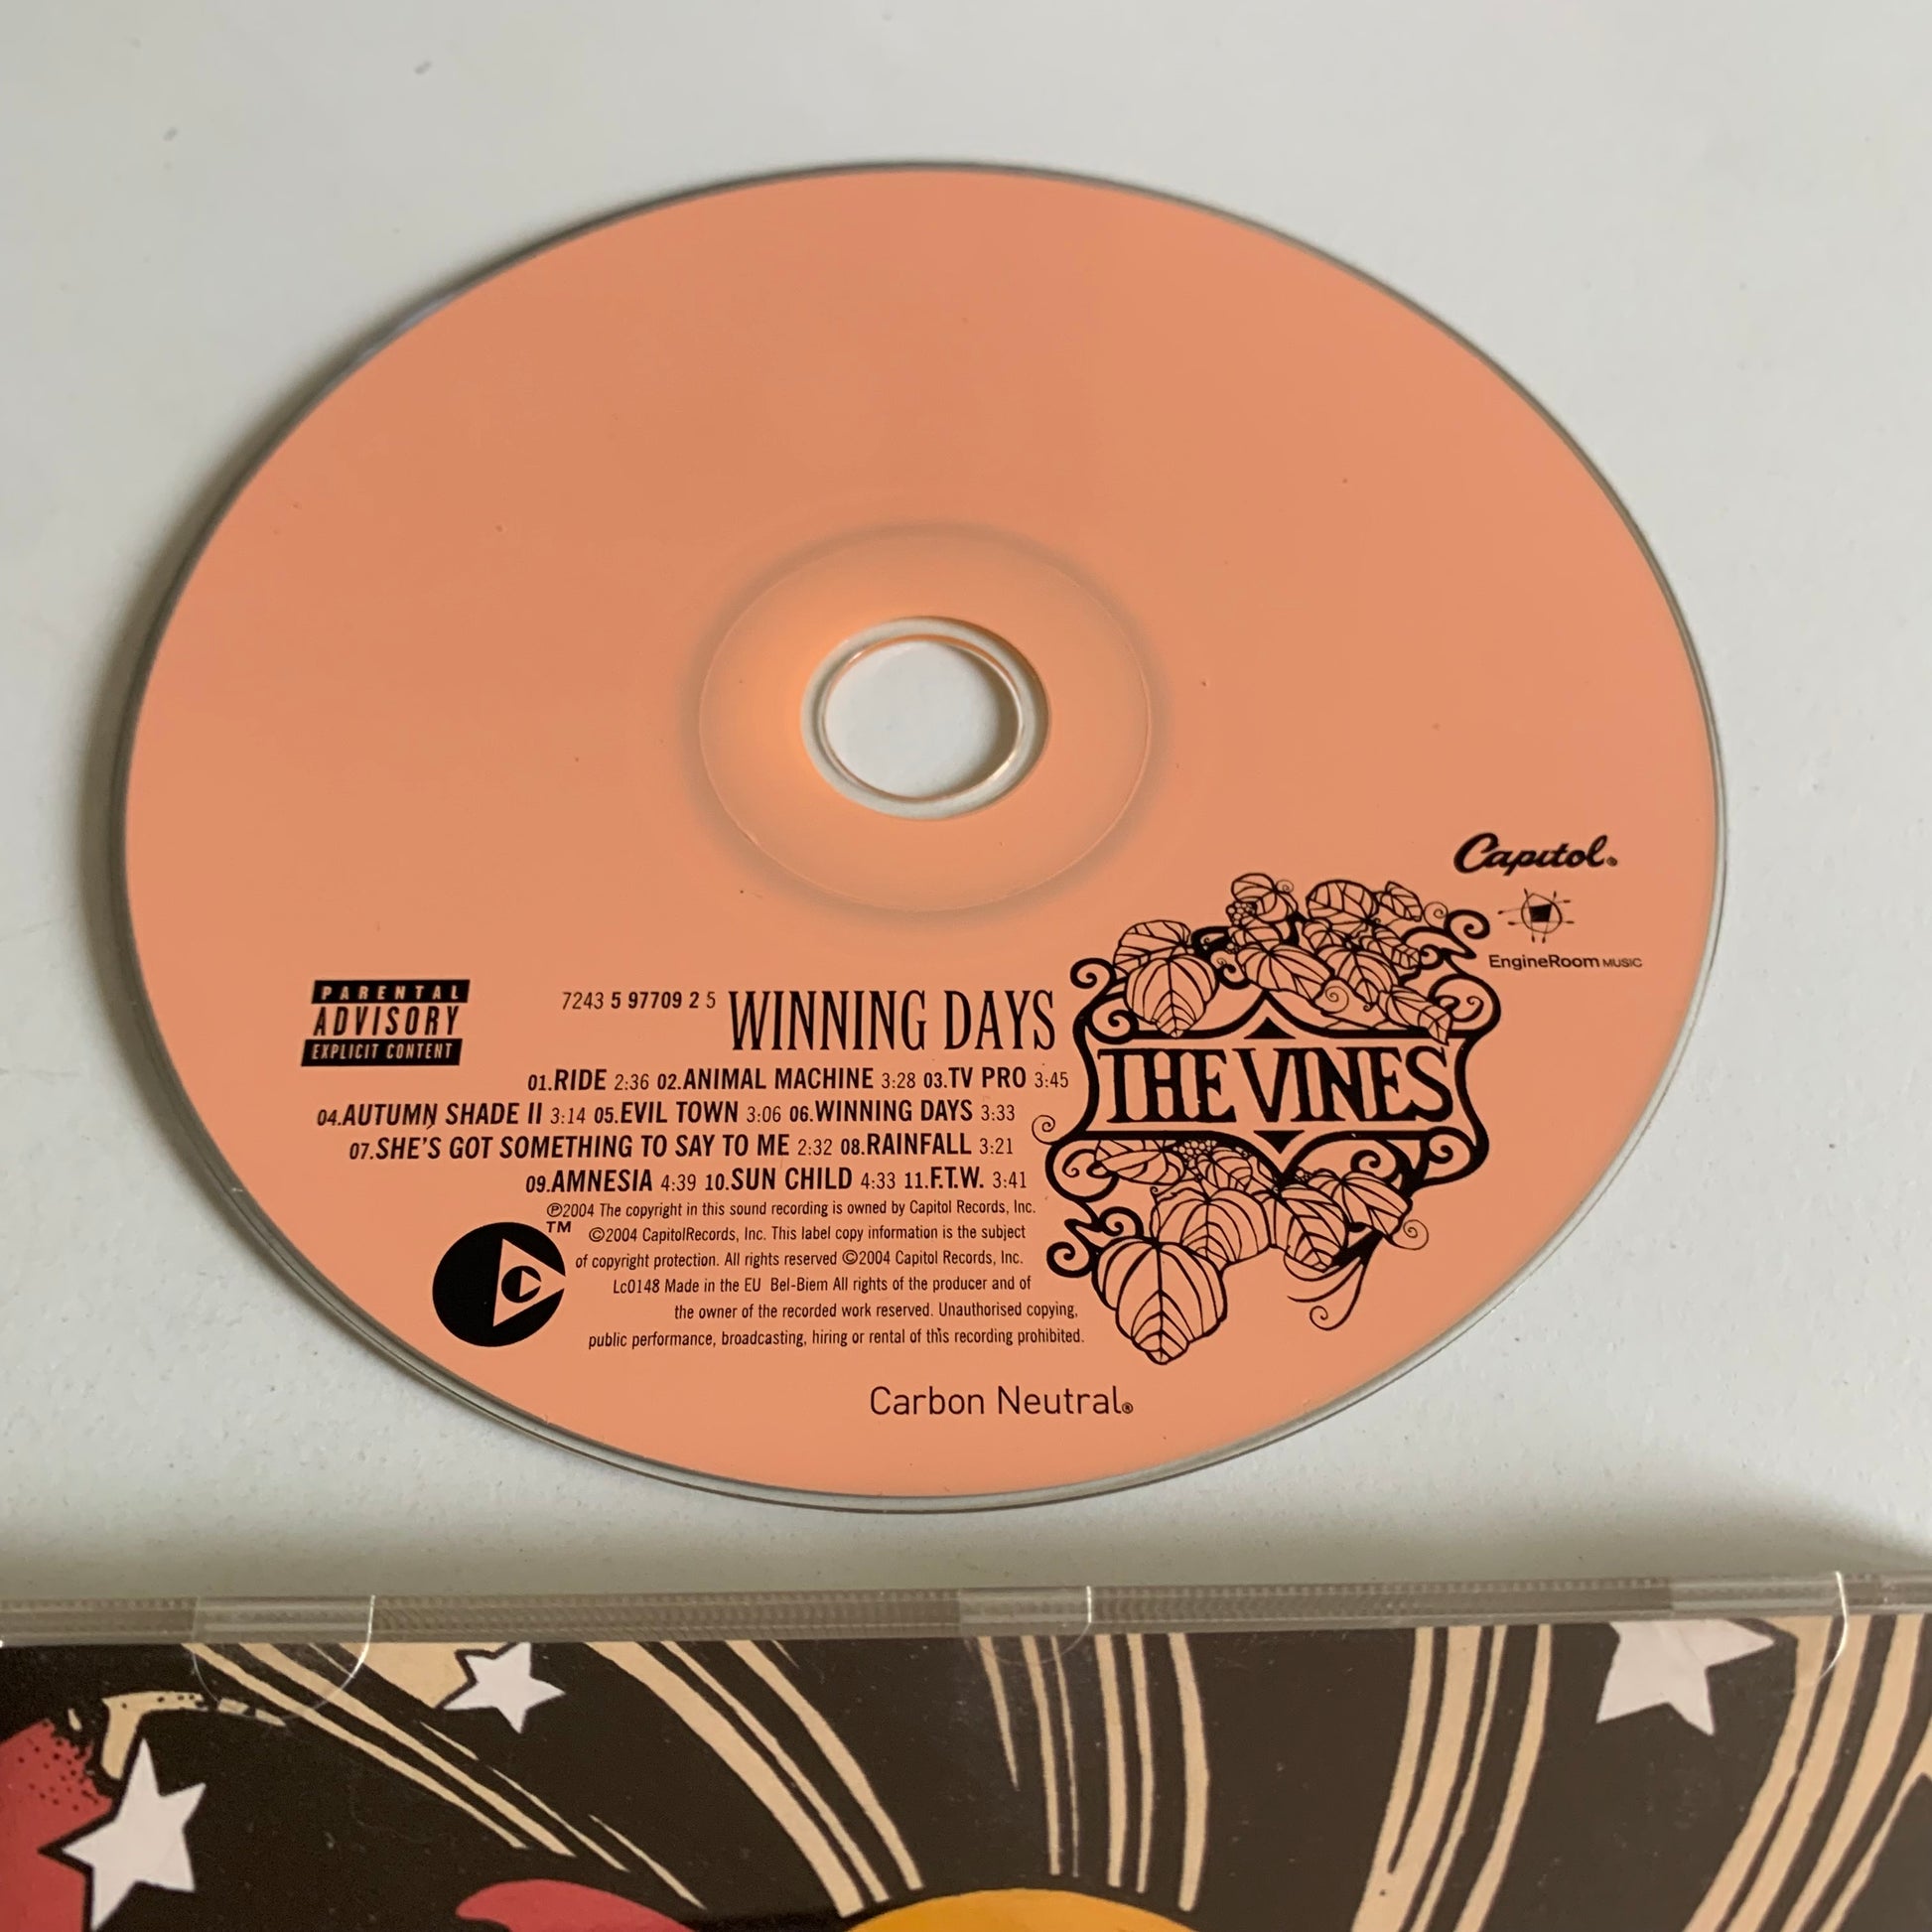 Capitol®
EngineRoom MUSIC
PARENTAL
ADVISORY
EXPLICIT CONTENT
7243 5 97709 2 5 WINNING DAYS
THE VINES
01.RIDE 2:36 02.ANIMAL MACHINE 3:28 03.TV PRO 3:45
04.AUTUMN SHADE II 3:14 05.EVIL TOWN 3:06 06.WINNING DAYS 3:33
07.SHE'S GOT SOMETHING TO SAY TO ME 2:32 08.RAINFALL 3:21
09.AMNESIA 4:39 10.SUN CHILD 4:33 11.F.T.W. 3:41
℗2004 The copyright in this sound recording is owned by Capitol Records, Inc.
™ ©2004 CapitolRecords, Inc. This label copy information is the subject
of copyright protection. All rights reserved ©2004 Capitol Records, Inc.
Lc0148 Made in the EU Bel-Biem All rights of the producer and of
the owner of the recorded work reserved. Unauthorised copying,
public performance, broadcasting, hiring or rental of this recording prohibited.
Carbon Neutral®